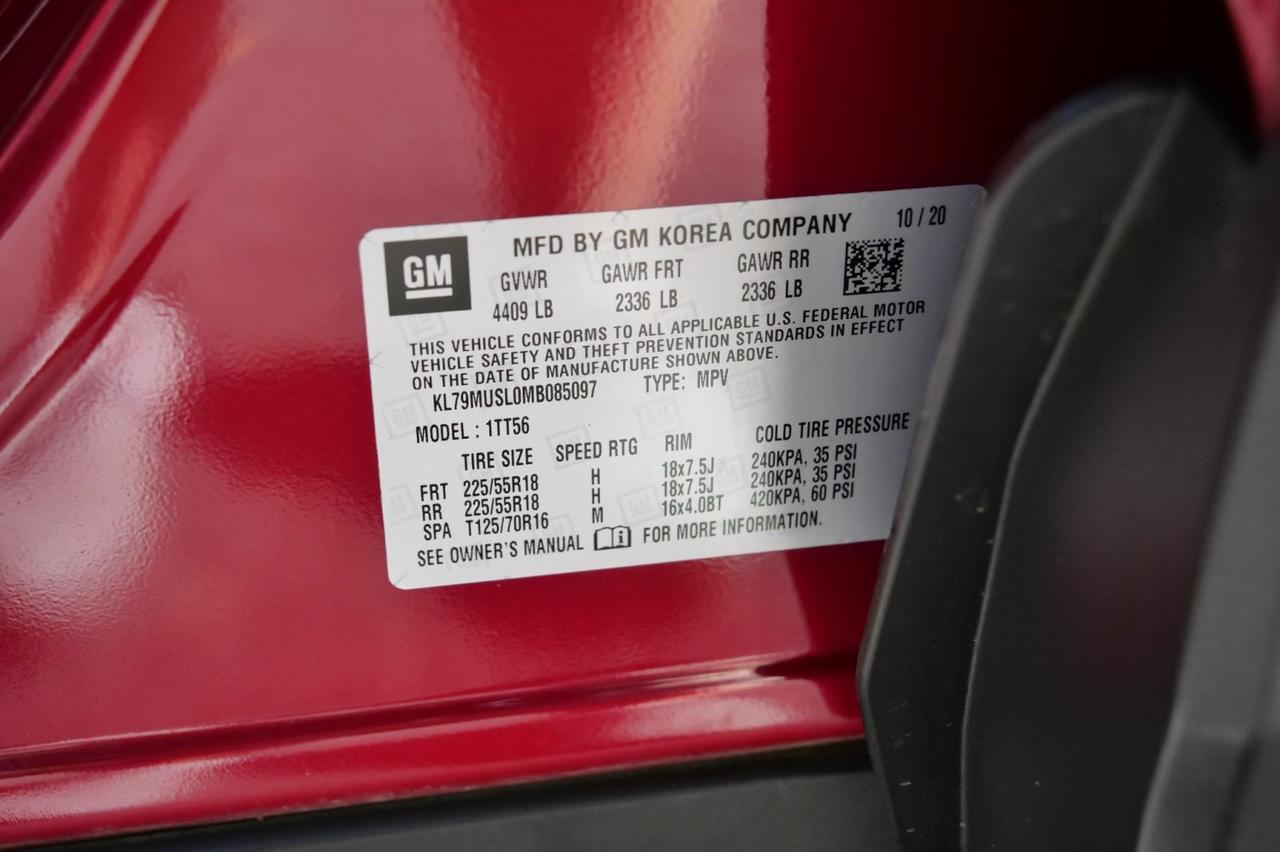 MFD BY GM KOREA COMPANY 10 / 20
GM
GVWR GAWR FRT GAWR RR
4409 LB 2336 LB 2336 LB
THIS VEHICLE CONFORMS TO ALL APPLICABLE U.S. FEDERAL MOTOR
VEHICLE SAFETY AND THEFT PREVENTION STANDARDS IN EFFECT
ON THE DATE OF MANUFACTURE SHOWN ABOVE.
KL79MUSL0MB085097 TYPE: MPV
MODEL : 1TT56
TIRE SIZE SPEED RTG RIM COLD TIRE PRESSURE
FRT 225/55R18 H 18x7.5J 240KPA, 35 PSI
RR 225/55R18 H 18x7.5J 240KPA, 35 PSI
SPA T125/70R16 M 16x4.0BT 420KPA, 60 PSI
SEE OWNER'S MANUAL FOR MORE INFORMATION.